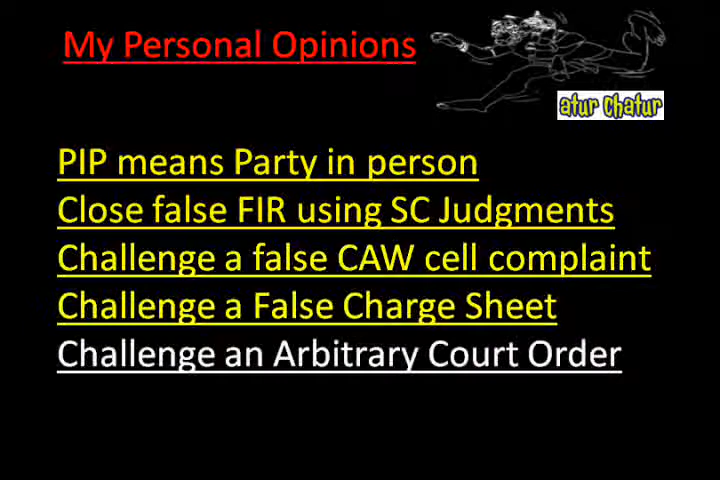 My Personal Opinions
atur chatur
PIP means Party in person
Close false FIR using SC Judgments
Challenge a false CAW cell complaint
Challenge a False Charge Sheet
Challenge an Arbitrary Court Order